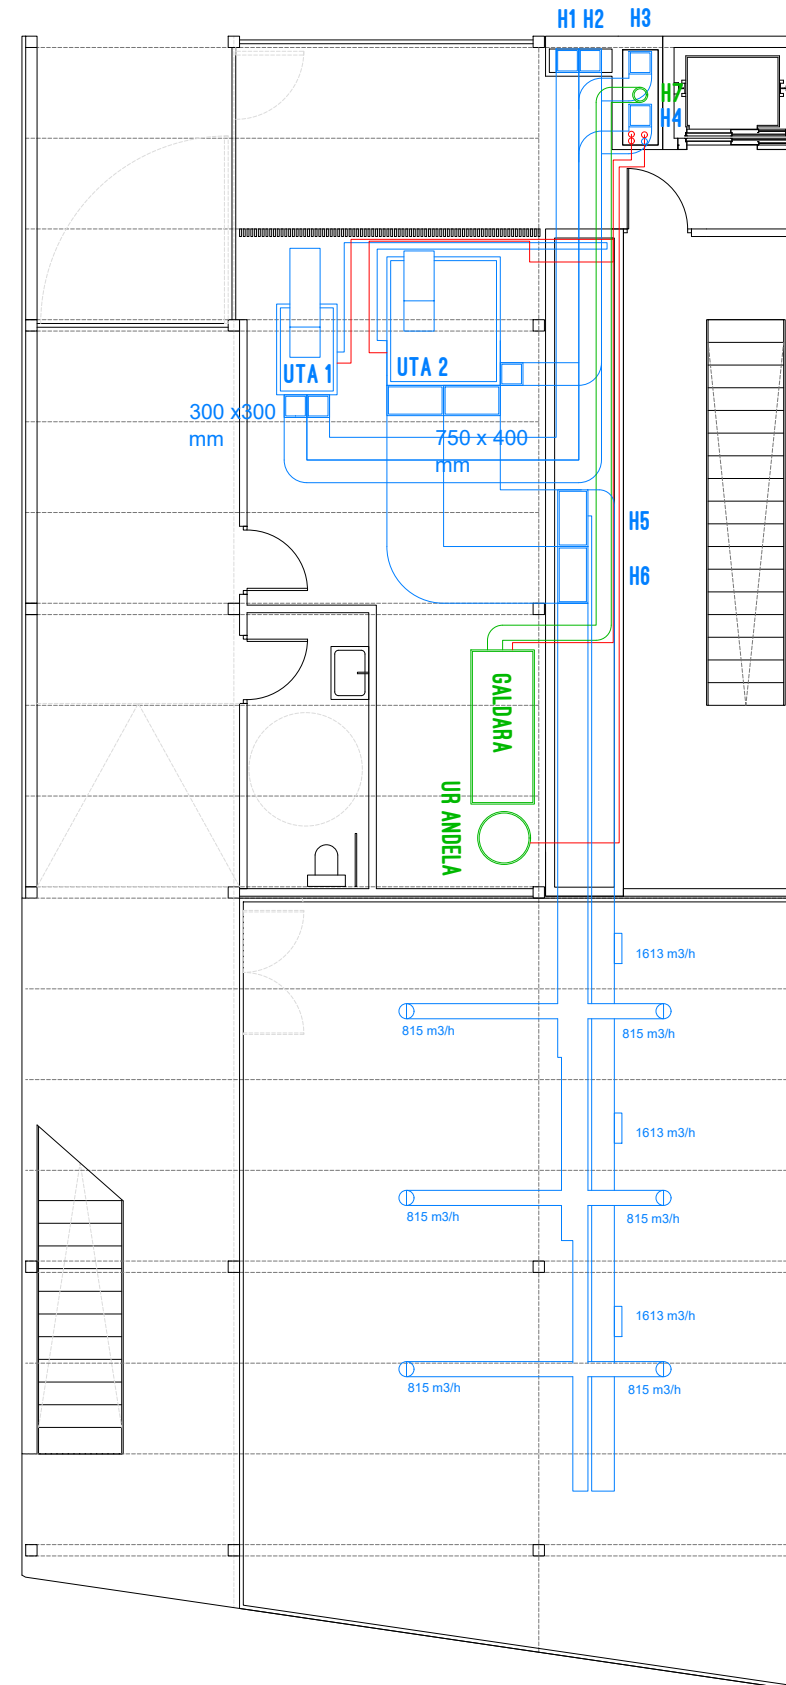 H1 H2 H3
H7
H4
UTA 1
UTA 2
300 x300
mm
750 x 400
mm
H5
H6
GALDARA
UR ANDELA
1613 m3/h
815 m3/h
815 m3/h
1613 m3/h
815 m3/h
815 m3/h
1613 m3/h
815 m3/h
815 m3/h